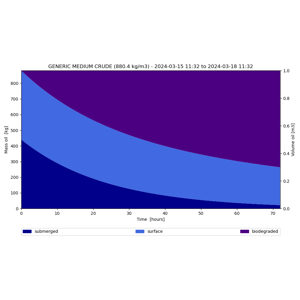 GENERIC MEDIUM CRUDE (880.4 kg/m3) - 2024-03-15 11:32 to 2024-03-18 11:32
Mass oil [kg]
800
700
600
500
400
300
200
100
0
1.0
0.8
0.6
0.4
0.2
0.0
Volume oil [m3]
0 10 20 30 40 50 60 70
Time [hours]
submerged surface biodegraded